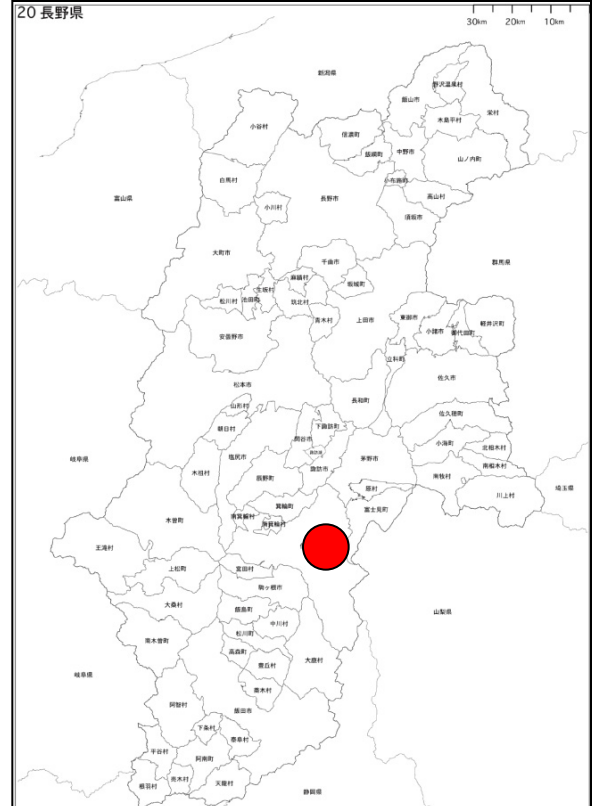 20 長野県
30km 20km 10km
新潟県
野沢温泉村
飯山市
栄村
木島平村
小谷村
信濃町
飯綱町
中野市
山ノ内町
白馬村
小布施町
高山村
富山県
小川村
長野市
須坂市
大町市
千曲市
群馬県
麻績村
坂城町
生坂村
松川村
池田町
筑北村
青木村
上田市
東御市
小諸市
御代田町
軽井沢町
安曇野市
立科町
佐久市
松本市
長和町
山形村
佐久穂町
朝日村
下諏訪町
岡谷市
小海町
北相木村
岐阜県
塩尻市
諏訪市
茅野市
南相木村
木祖村
辰野町
南牧村
川上村
埼玉県
原村
箕輪町
富士見町
南箕輪村
木曽町
王滝村
上松町
宮田村
駒ヶ根市
大桑村
飯島町
山梨県
中川村
南木曽町
松川町
高森町
豊丘村
大鹿村
岐阜県
喬木村
阿智村
飯田市
下条村
泰阜村
平谷村
阿南町
売木村
天龍村
根羽村
静岡県